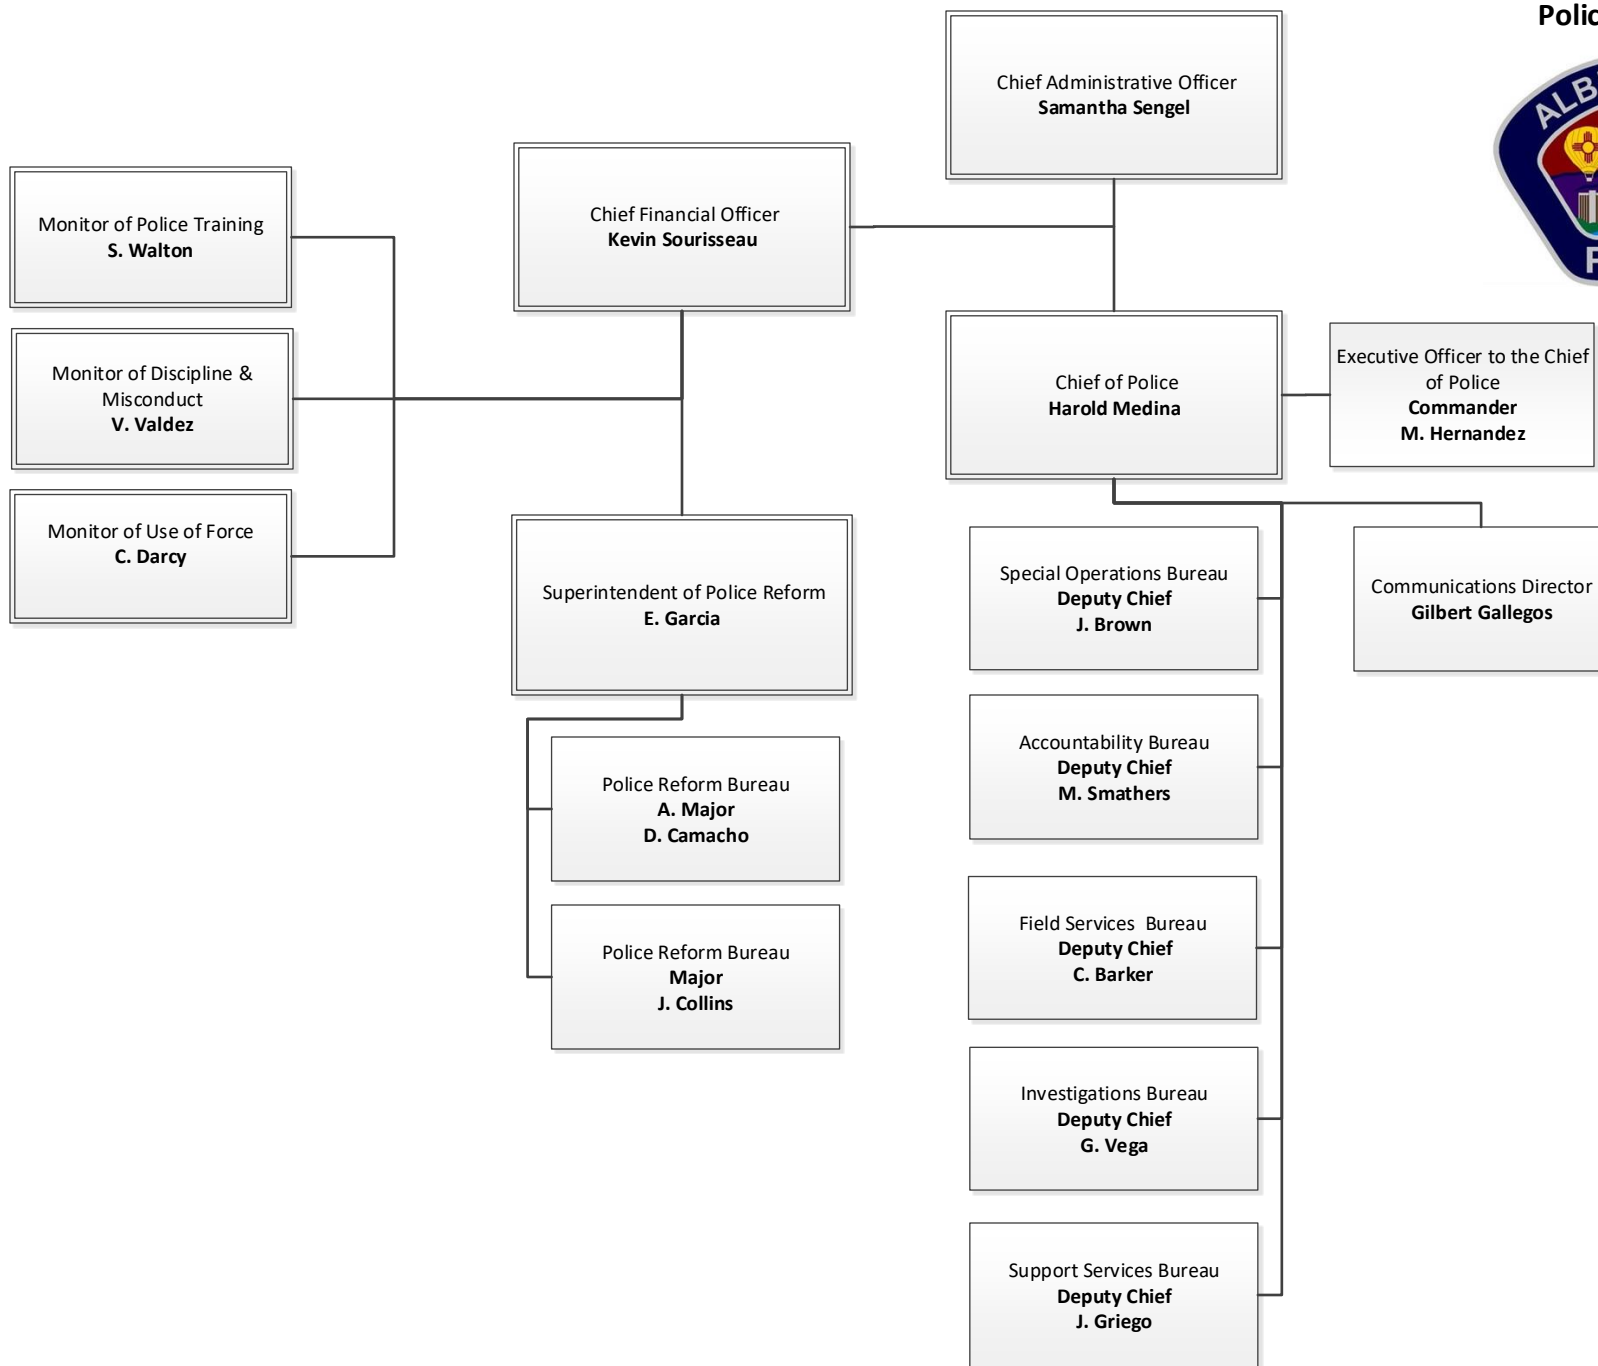 Chief Administrative Officer
Samantha Sengel
Chief Financial Officer
Kevin Sourisseau
Monitor of Police Training
S. Walton
Monitor of Discipline &
Misconduct
V. Valdez
Monitor of Use of Force
C. Darcy
Chief of Police
Harold Medina
Executive Officer to the Chief
of Police
Commander
M. Hernandez
Superintendent of Police Reform
E. Garcia
Police Reform Bureau
A. Major
D. Camacho
Police Reform Bureau
Major
J. Collins
Special Operations Bureau
Deputy Chief
J. Brown
Communications Director
Gilbert Gallegos
Accountability Bureau
Deputy Chief
M. Smathers
Field Services  Bureau
Deputy Chief
C. Barker
Investigations Bureau
Deputy Chief
G. Vega
Support Services Bureau
Deputy Chief
J. Griego